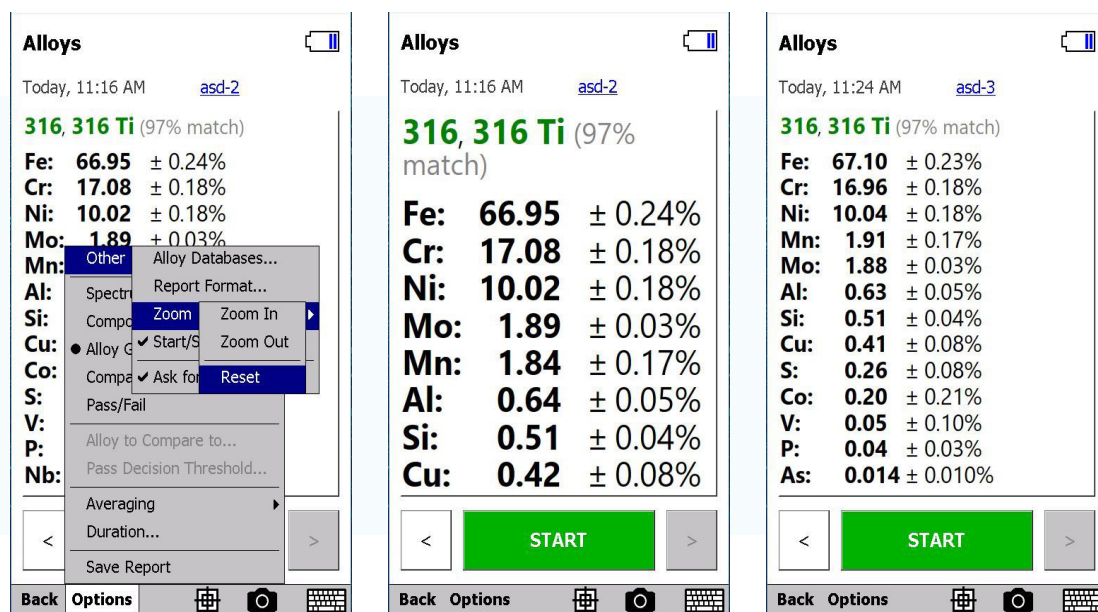 Alloys
Today, 11:16 AM asd-2
316, 316 Ti (97% match)
Fe: 66.95 ± 0.24%
Cr: 17.08 ± 0.18%
Ni: 10.02 ± 0.18%
Mo: 1.89 ± 0.03%
Mn:
Al:
Si:
Cu:
Co:
S:
V:
P:
Nb:
Other
Spectr
Compo
Alloy G
Compa
Pass/Fail
Alloy to Compare to...
Pass Decision Threshold...
Averaging
Duration...
Save Report
Alloy Databases...
Report Format...
Zoom
Start/S
Ask for
Zoom In
Zoom Out
Reset
< >
Back Options
Alloys
Today, 11:16 AM asd-2
316, 316 Ti (97%
match)
Fe: 66.95 ± 0.24%
Cr: 17.08 ± 0.18%
Ni: 10.02 ± 0.18%
Mo: 1.89 ± 0.03%
Mn: 1.84 ± 0.17%
Al: 0.64 ± 0.05%
Si: 0.51 ± 0.04%
Cu: 0.42 ± 0.08%
< START >
Back Options
Alloys
Today, 11:24 AM asd-3
316, 316 Ti (97% match)
Fe: 67.10 ± 0.23%
Cr: 16.96 ± 0.18%
Ni: 10.04 ± 0.18%
Mn: 1.91 ± 0.17%
Mo: 1.88 ± 0.03%
Al: 0.63 ± 0.05%
Si: 0.51 ± 0.04%
Cu: 0.41 ± 0.08%
S: 0.26 ± 0.08%
Co: 0.20 ± 0.21%
V: 0.05 ± 0.10%
P: 0.04 ± 0.03%
As: 0.014 ± 0.010%
< START >
Back Options